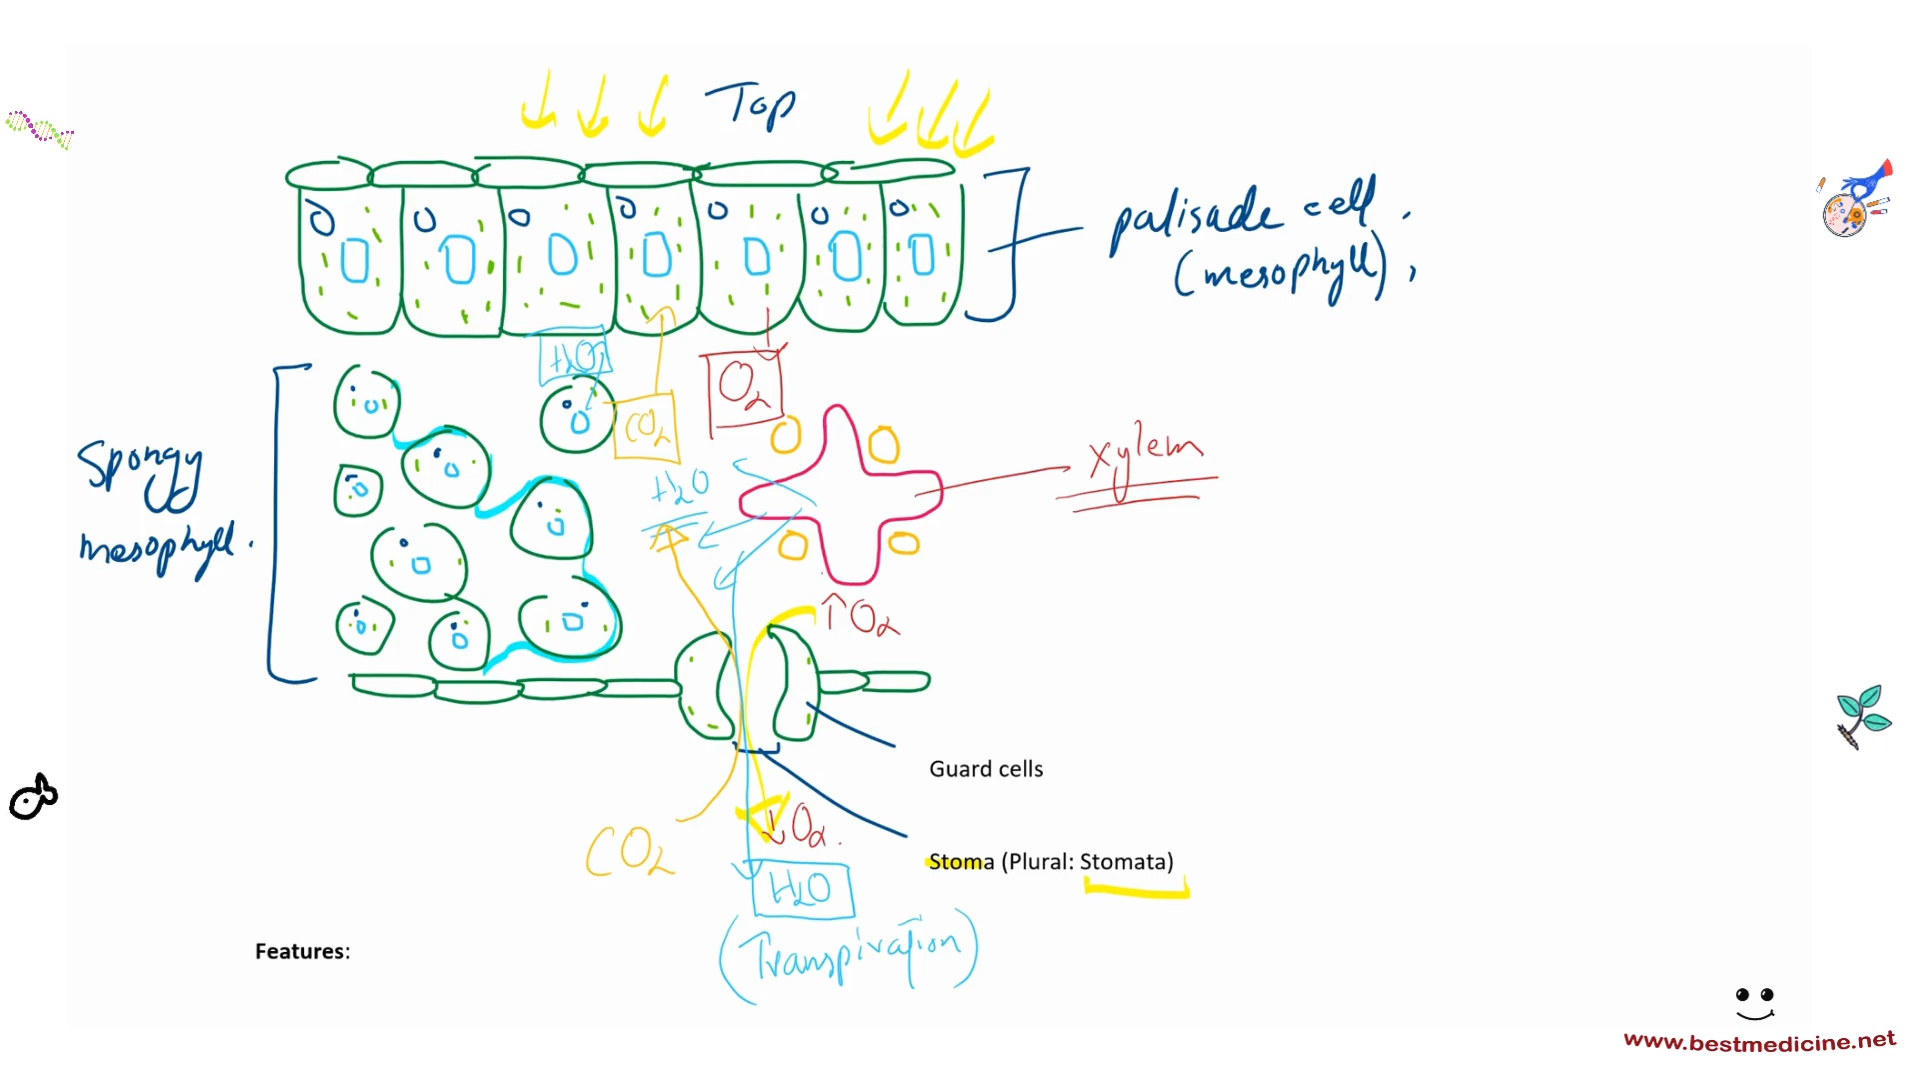 Top
palisade cell.
(mesophyll),
H2O
CO2
O2
Spongy
mesophyll.
H2O
xylem
↑O2
Guard cells
↓O2.
CO2
Stoma (Plural: Stomata)
H2O
(Transpiration)
Features:
www.bestmedicine.net